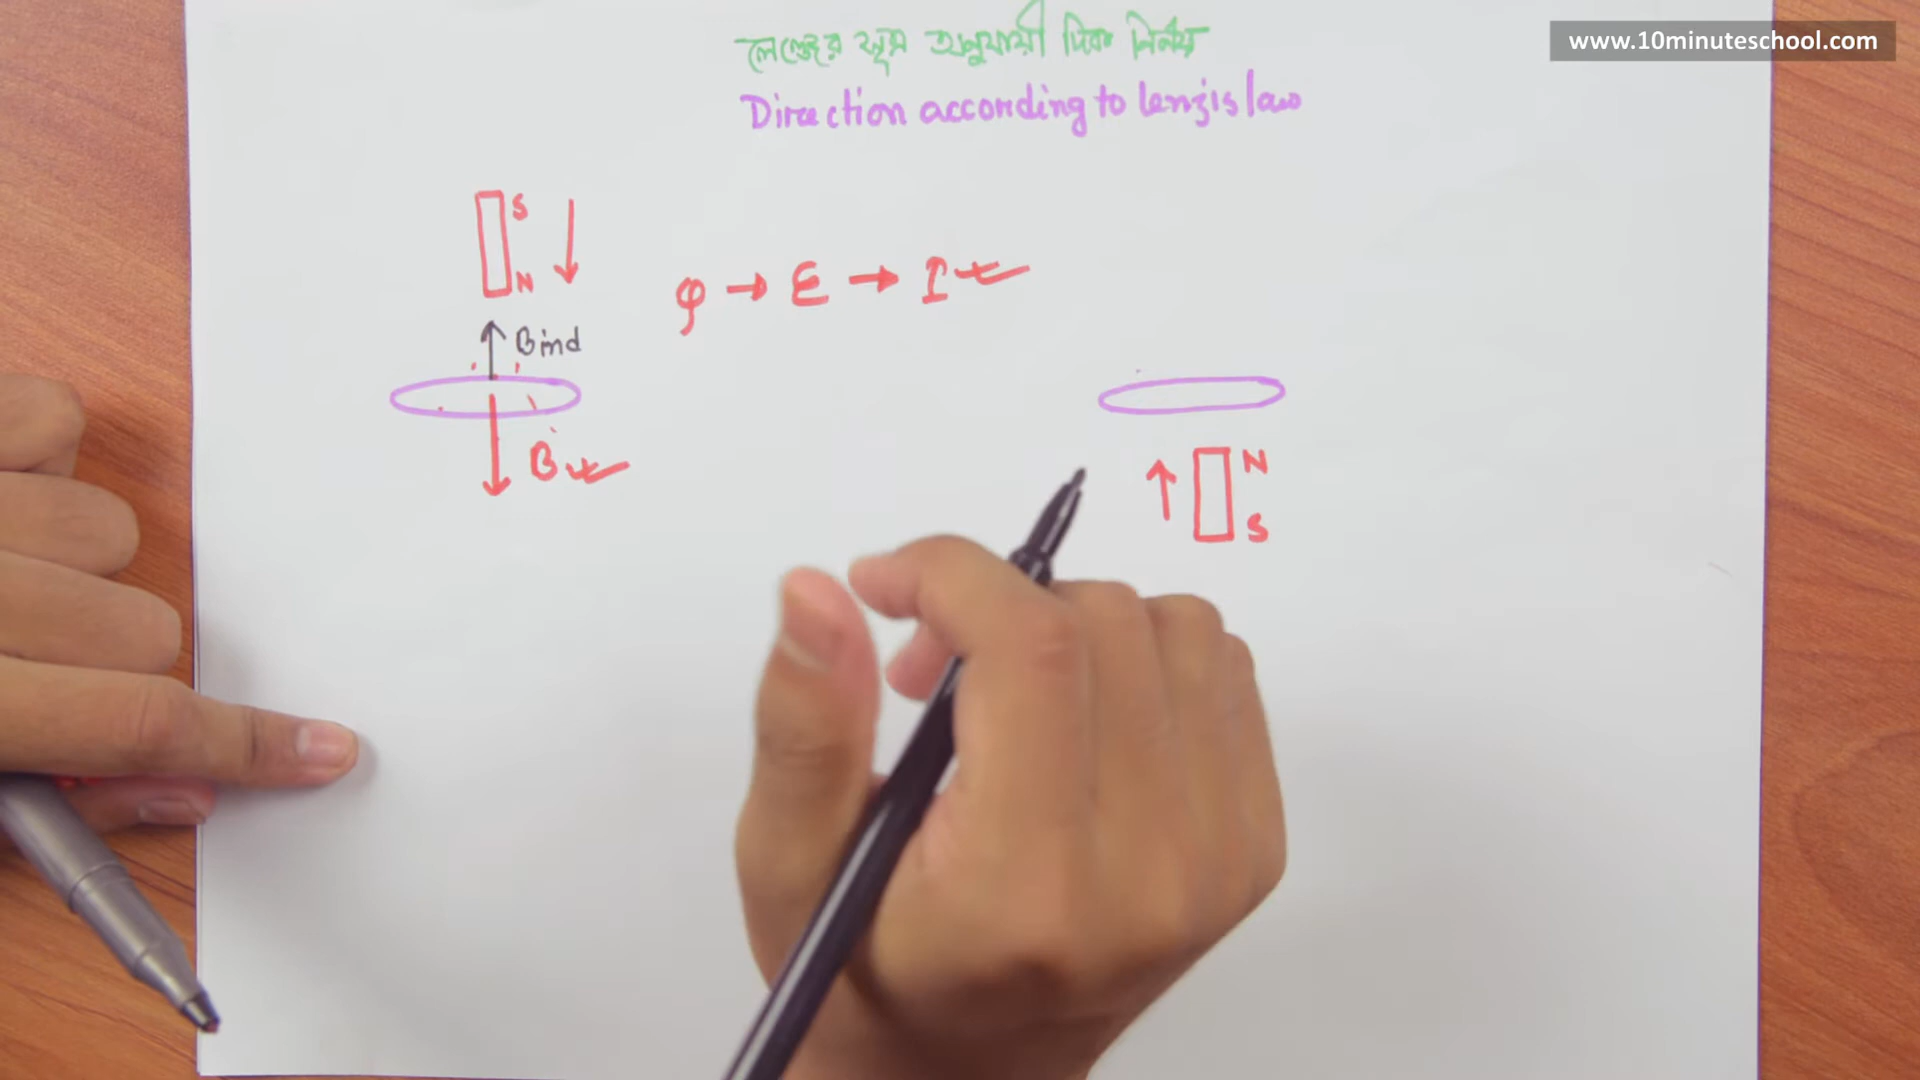 www.10minuteschool.com
লেঞ্জের সূত্র অনুযায়ী দিক নির্ণয়
Direction according to lenz's law
S
N
φ → ε → I
Bind
B
N
S